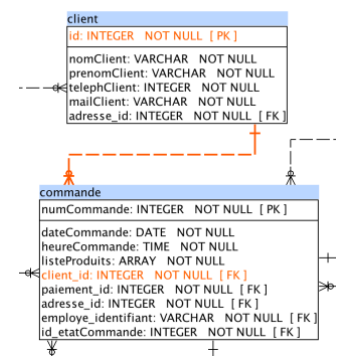 client
id: INTEGER NOT NULL [ PK ]
nomClient: VARCHAR NOT NULL
prenomClient: VARCHAR NOT NULL
telephClient: INTEGER NOT NULL
mailClient: VARCHAR NOT NULL
adresse_id: INTEGER NOT NULL [ FK ]
commande
numCommande: INTEGER NOT NULL [ PK ]
dateCommande: DATE NOT NULL
heureCommande: TIME NOT NULL
listeProduits: ARRAY NOT NULL
client_id: INTEGER NOT NULL [ FK ]
paiement_id: INTEGER NOT NULL [ FK ]
adresse_id: INTEGER NOT NULL [ FK ]
employe_identifiant: VARCHAR NOT NULL [ FK ]
id_etatCommande: INTEGER NOT NULL [ FK ]